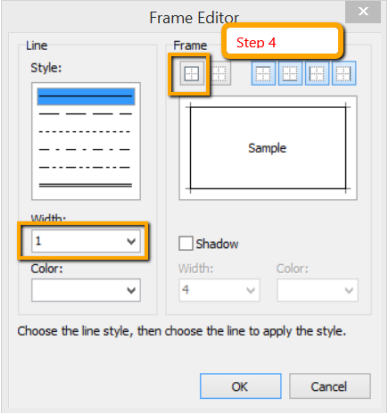 Frame Editor
Line
Frame
Step 4
Style:
Sample
Width:
1
Shadow
Color:
Width:
Color:
4
Choose the line style, then choose the line to apply the style.
OK
Cancel